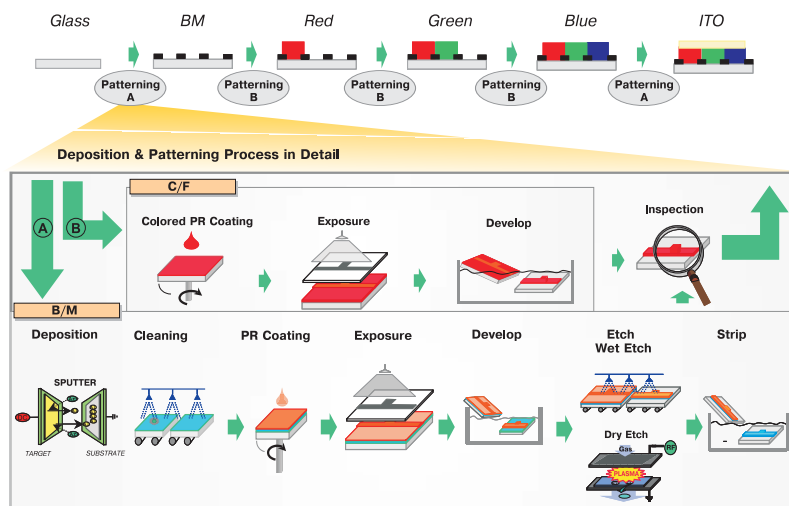 Glass
BM
Red
Green
Blue
ITO
Patterning
A
Patterning
B
Patterning
B
Patterning
B
Patterning
A
Deposition & Patterning Process in Detail
A
B
C/F
Colored PR Coating
Exposure
Develop
Inspection
B/M
Deposition
Cleaning
PR Coating
Exposure
Develop
Etch
Wet Etch
Strip
SPUTTER
TARGET
SUBSTRATE
Dry Etch
Gas
RF
PLASMA